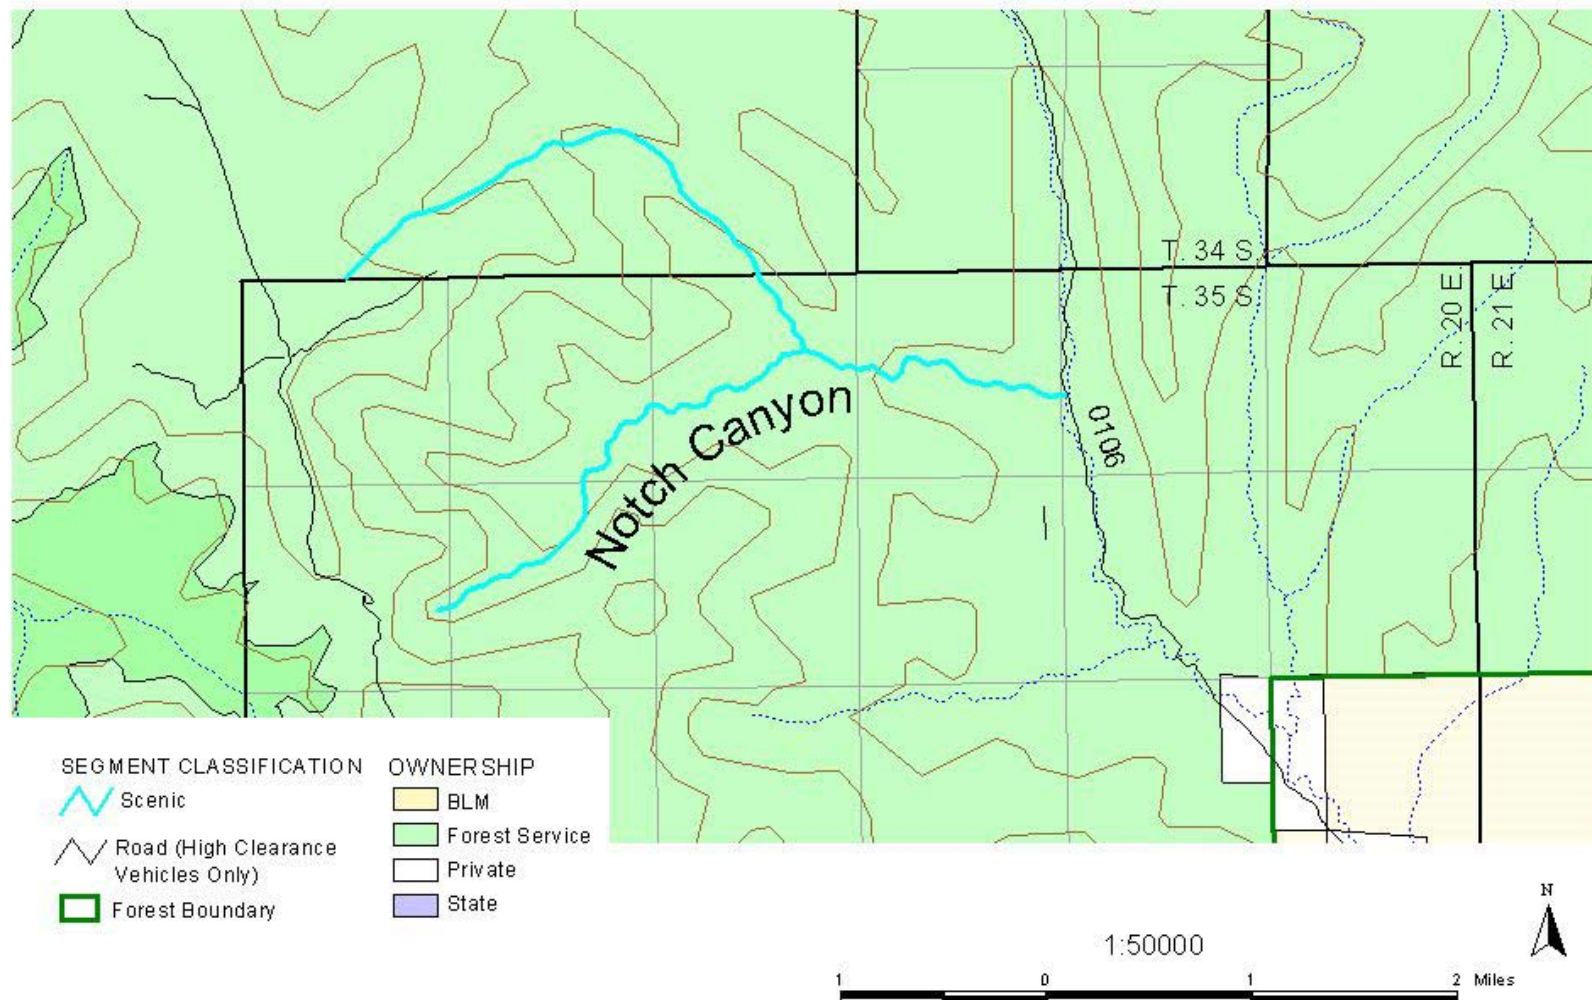 T. 34 S.
T. 35 S.
R. 20 E.
R. 21 E.
Notch Canyon
0106
SEGMENT CLASSIFICATION
Scenic
Road (High Clearance
Vehicles Only)
Forest Boundary
OWNERSHIP
BLM
Forest Service
Private
State
N
1:50000
1 0 1 2 Miles